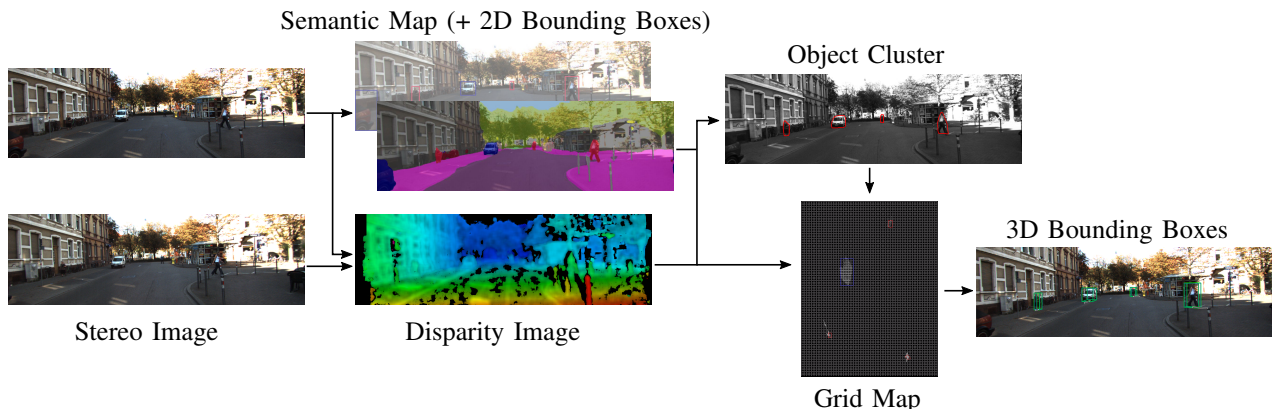 Semantic Map (+ 2D Bounding Boxes)
Object Cluster
3D Bounding Boxes
Stereo Image
Disparity Image
Grid Map